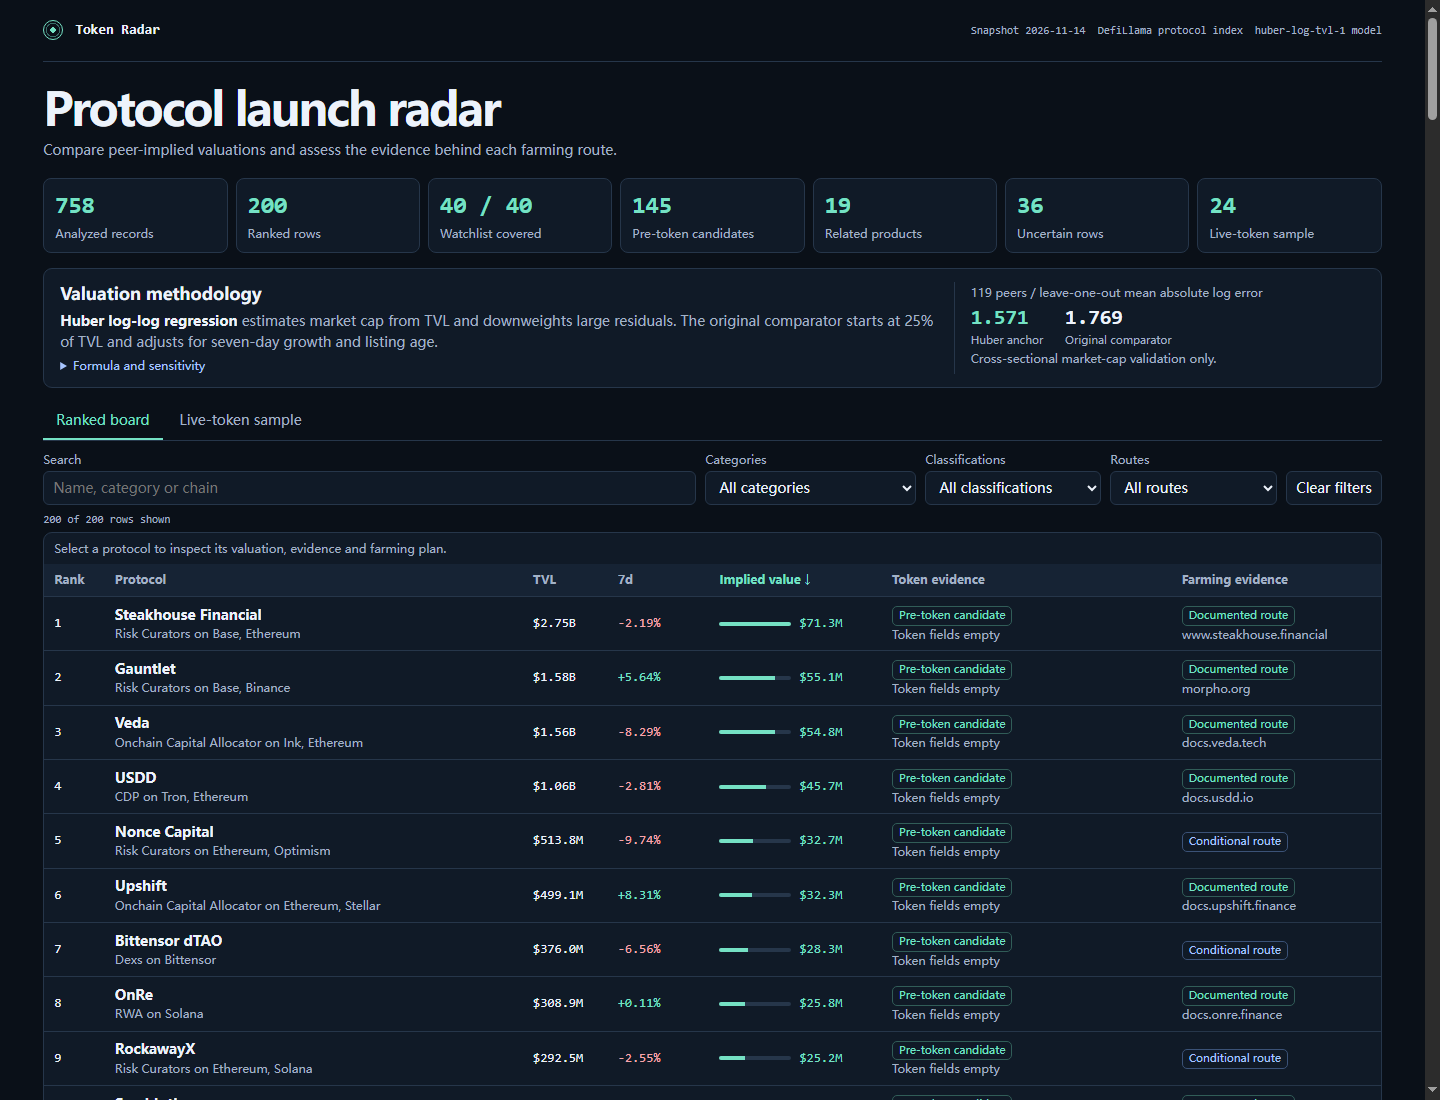 Token Radar
Snapshot 2026-11-14 DefiLlama protocol index huber-log-tvl-1 model
Protocol launch radar
Compare peer-implied valuations and assess the evidence behind each farming route.
758 200 40 / 40 145 19 36 24
Analyzed records Ranked rows Watchlist covered Pre-token candidates Related products Uncertain rows Live-token sample
Valuation methodology
Huber log-log regression estimates market cap from TVL and downweights large residuals. The original comparator starts at 25%
of TVL and adjusts for seven-day growth and listing age.
Formula and sensitivity
119 peers / leave-one-out mean absolute log error
1.571 1.769
Huber anchor Original comparator
Cross-sectional market-cap validation only.
Ranked board Live-token sample
Search Categories Classifications Routes
Name, category or chain All categories All classifications All routes Clear filters
200 of 200 rows shown
Select a protocol to inspect its valuation, evidence and farming plan.
Rank Protocol TVL 7d Implied value ↓ Token evidence Farming evidence
1 Steakhouse Financial $2.75B -2.19% $71.3M Pre-token candidate Documented route
Risk Curators on Base, Ethereum Token fields empty www.steakhouse.financial
2 Gauntlet $1.58B +5.64% $55.1M Pre-token candidate Documented route
Risk Curators on Base, Binance Token fields empty morpho.org
3 Veda $1.56B -8.29% $54.8M Pre-token candidate Documented route
Onchain Capital Allocator on Ink, Ethereum Token fields empty docs.veda.tech
4 USDD $1.06B -2.81% $45.7M Pre-token candidate Documented route
CDP on Tron, Ethereum Token fields empty docs.usdd.io
5 Nonce Capital $513.8M -9.74% $32.7M Pre-token candidate Conditional route
Risk Curators on Ethereum, Optimism Token fields empty
6 Upshift $499.1M +8.31% $32.3M Pre-token candidate Documented route
Onchain Capital Allocator on Ethereum, Stellar Token fields empty docs.upshift.finance
7 Bittensor dTAO $376.0M -6.56% $28.3M Pre-token candidate Conditional route
Dexs on Bittensor Token fields empty
8 OnRe $308.9M +0.11% $25.8M Pre-token candidate Documented route
RWA on Solana Token fields empty docs.onre.finance
9 RockawayX $292.5M -2.55% $25.2M Pre-token candidate Conditional route
Risk Curators on Ethereum, Solana Token fields empty